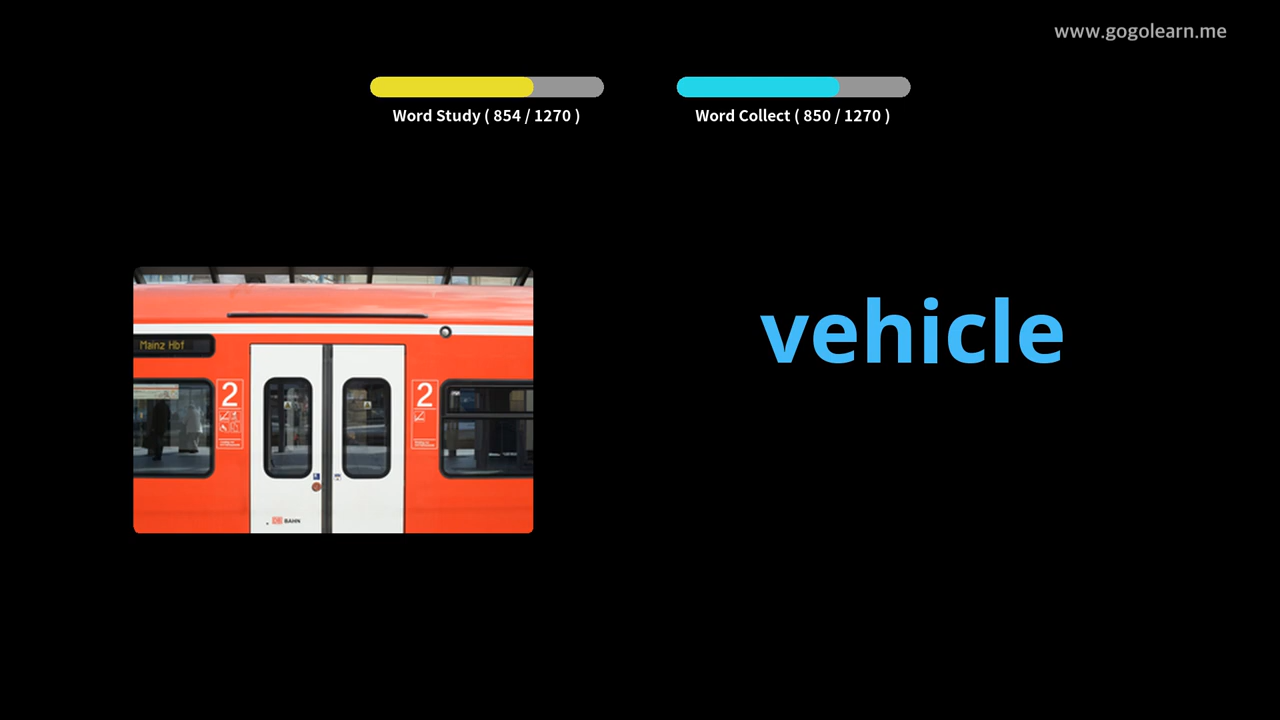 www.gogolearn.me
Word Study ( 854 / 1270 )
Word Collect ( 850 / 1270 )
vehicle
Mainz Hbf
2
2
DB BAHN